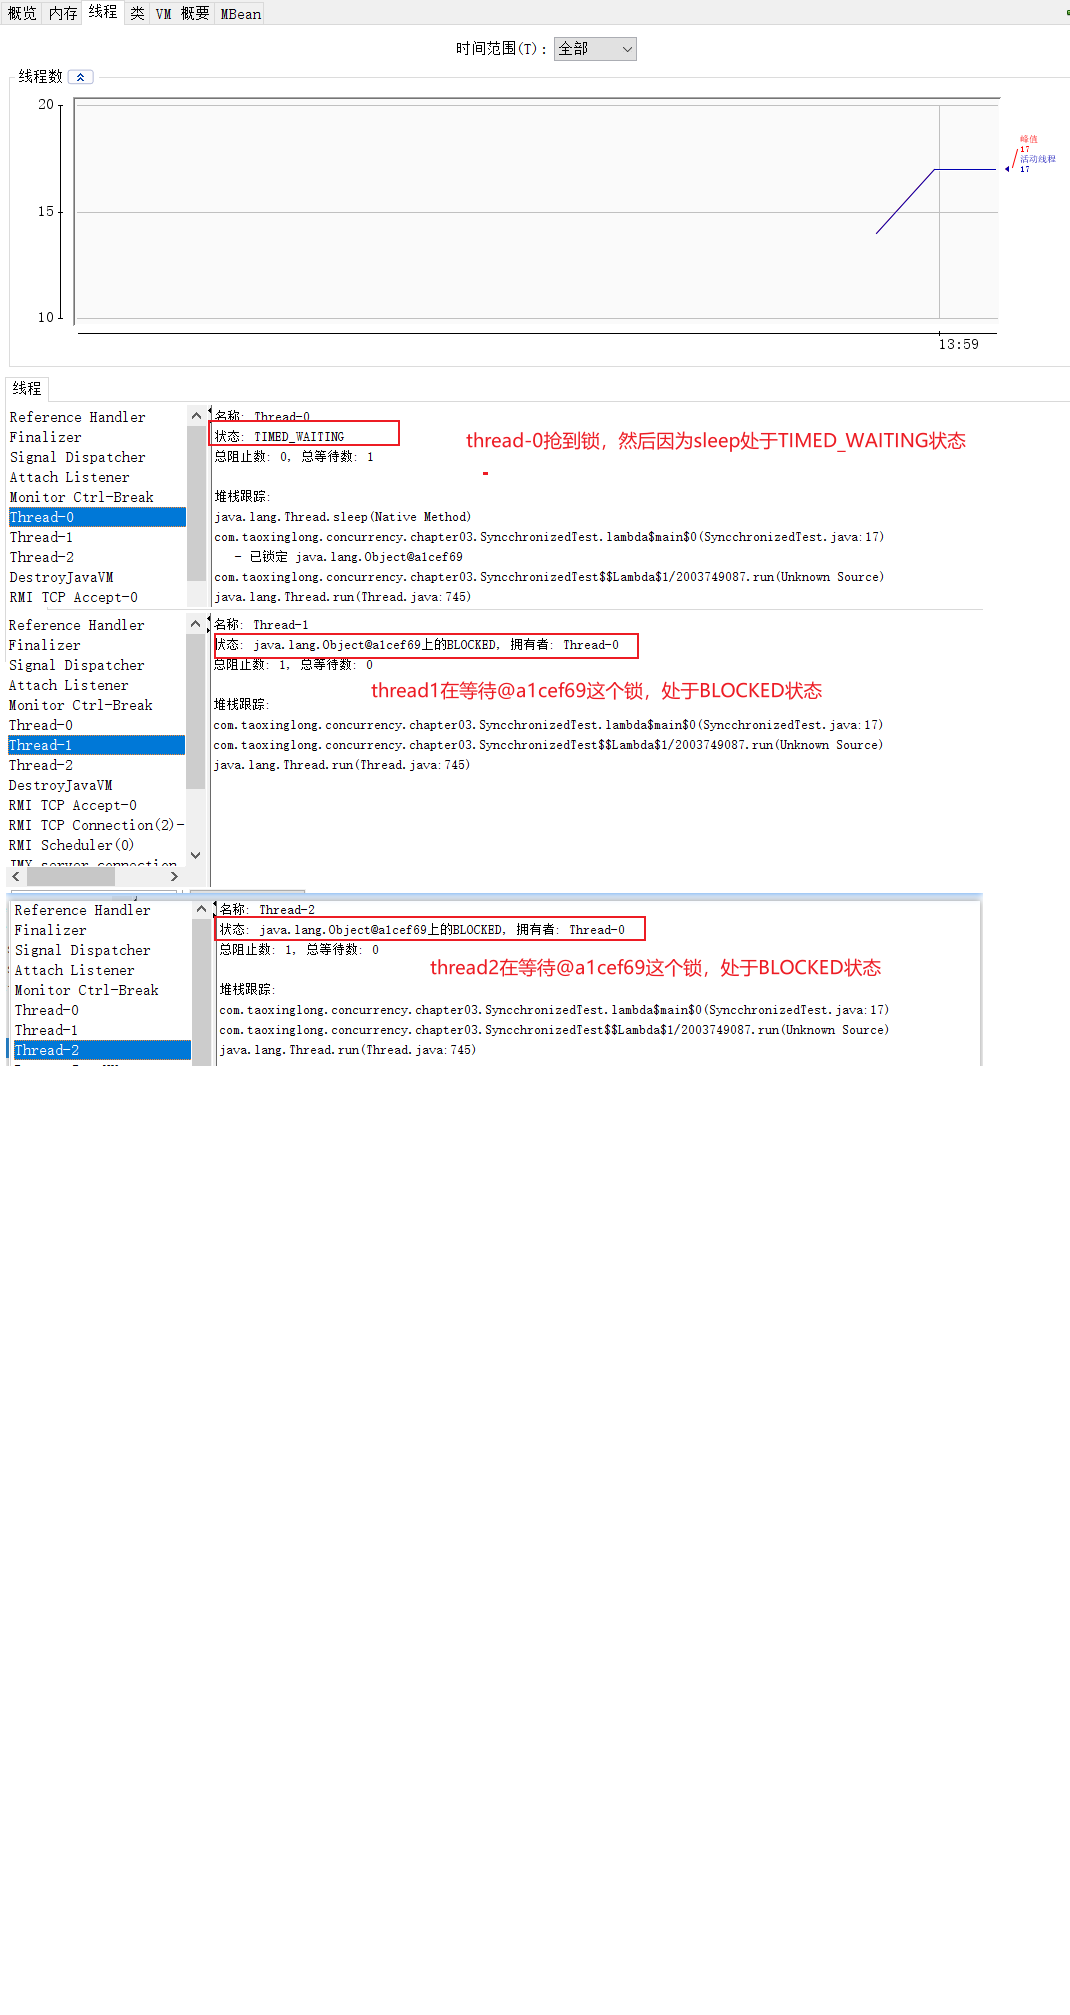 概览 内存 线程 类 VM 概要 MBean
时间范围(T): 全部
线程数
20
15
10
峰值
17
活动线程
17
13:59
线程
Reference Handler
Finalizer
Signal Dispatcher
Attach Listener
Monitor Ctrl-Break
Thread-0
Thread-1
Thread-2
DestroyJavaVM
RMI TCP Accept-0
名称: Thread-0
状态: TIMED_WAITING
总阻止数: 0, 总等待数: 1
thread-0抢到锁，然后因为sleep处于TIMED_WAITING状态
堆栈跟踪:
java.lang.Thread.sleep(Native Method)
com.taoxinglong.concurrency.chapter03.SyncchronizedTest.lambda$main$0(SyncchronizedTest.java:17)
- 已锁定 java.lang.Object@a1cef69
com.taoxinglong.concurrency.chapter03.SyncchronizedTest$$Lambda$1/2003749087.run(Unknown Source)
java.lang.Thread.run(Thread.java:745)
Reference Handler
Finalizer
Signal Dispatcher
Attach Listener
Monitor Ctrl-Break
Thread-0
Thread-1
Thread-2
DestroyJavaVM
RMI TCP Accept-0
RMI TCP Connection(2)-
RMI Scheduler(0)
JMX server connection
名称: Thread-1
状态: java.lang.Object@a1cef69上的BLOCKED, 拥有者: Thread-0
总阻止数: 1, 总等待数: 0
thread1在等待@a1cef69这个锁，处于BLOCKED状态
堆栈跟踪:
com.taoxinglong.concurrency.chapter03.SyncchronizedTest.lambda$main$0(SyncchronizedTest.java:17)
com.taoxinglong.concurrency.chapter03.SyncchronizedTest$$Lambda$1/2003749087.run(Unknown Source)
java.lang.Thread.run(Thread.java:745)
Reference Handler
Finalizer
Signal Dispatcher
Attach Listener
Monitor Ctrl-Break
Thread-0
Thread-1
Thread-2
名称: Thread-2
状态: java.lang.Object@a1cef69上的BLOCKED, 拥有者: Thread-0
总阻止数: 1, 总等待数: 0
thread2在等待@a1cef69这个锁，处于BLOCKED状态
堆栈跟踪:
com.taoxinglong.concurrency.chapter03.SyncchronizedTest.lambda$main$0(SyncchronizedTest.java:17)
com.taoxinglong.concurrency.chapter03.SyncchronizedTest$$Lambda$1/2003749087.run(Unknown Source)
java.lang.Thread.run(Thread.java:745)